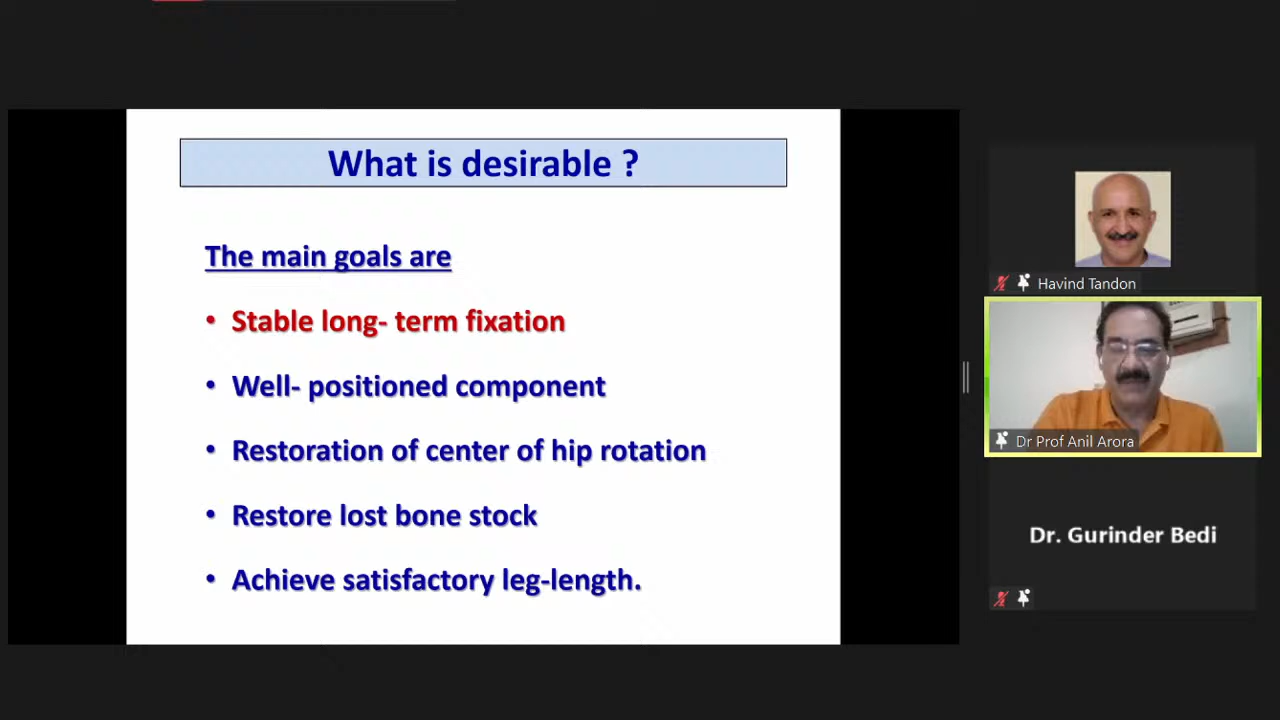 What is desirable ?
The main goals are
• Stable long- term fixation
• Well- positioned component
• Restoration of center of hip rotation
• Restore lost bone stock
• Achieve satisfactory leg-length.
Havind Tandon
Dr Prof Anil Arora
Dr. Gurinder Bedi